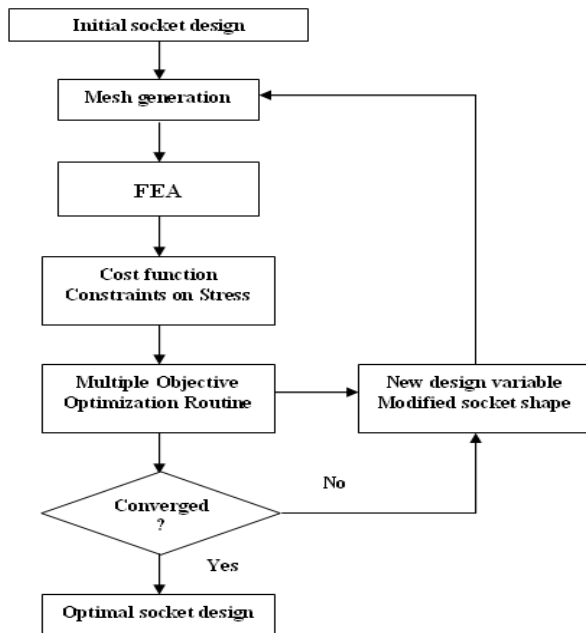 Initial socket design
Mesh generation
FEA
Cost function
Constraints on Stress
Multiple Objective
Optimization Routine
New design variable
Modified socket shape
No
Converged
?
Yes
Optimal socket design